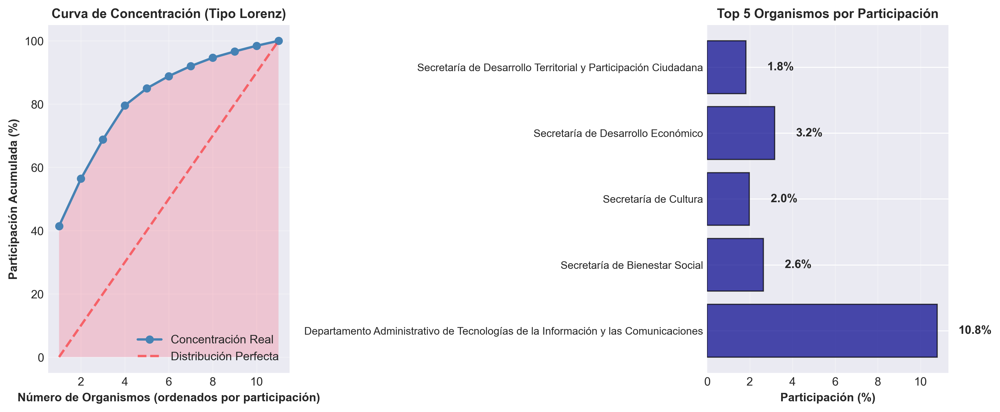 Curva de Concentración (Tipo Lorenz)
Participación Acumulada (%)
100
80
60
40
20
0
2 4 6 8 10
Número de Organismos (ordenados por participación)
Concentración Real
Distribución Perfecta
Top 5 Organismos por Participación
Secretaría de Desarrollo Territorial y Participación Ciudadana 1.8%
Secretaría de Desarrollo Económico 3.2%
Secretaría de Cultura 2.0%
Secretaría de Bienestar Social 2.6%
Departamento Administrativo de Tecnologías de la Información y las Comunicaciones 10.8%
0 2 4 6 8 10
Participación (%)